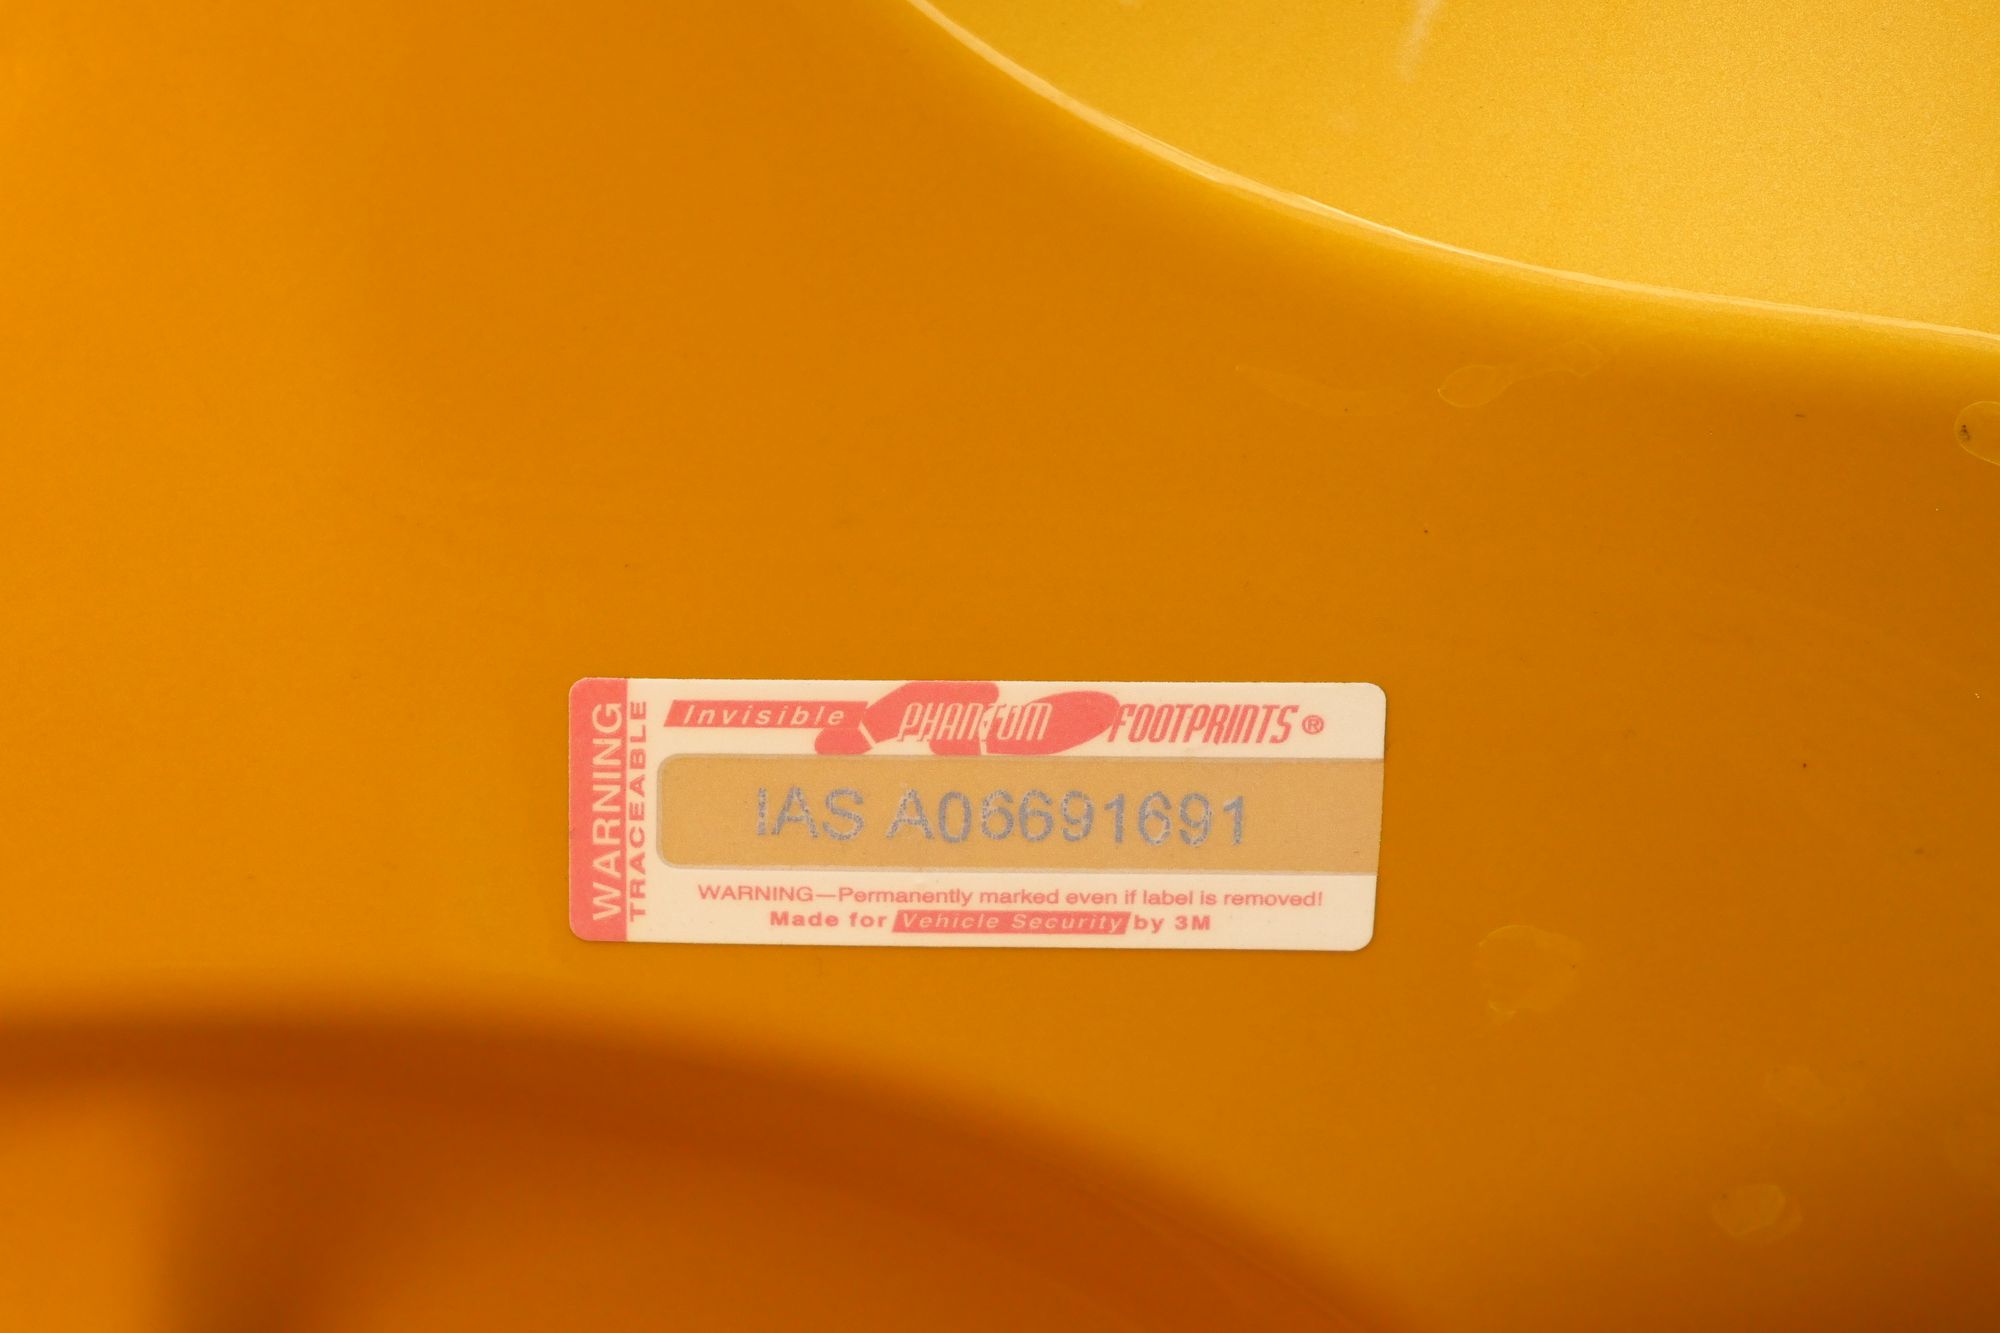 WARNING
TRACEABLE
Invisible PHANTOM FOOTPRINTS®
IAS A06691691
WARNING—Permanently marked even if label is removed!
Made for Vehicle Security by 3M